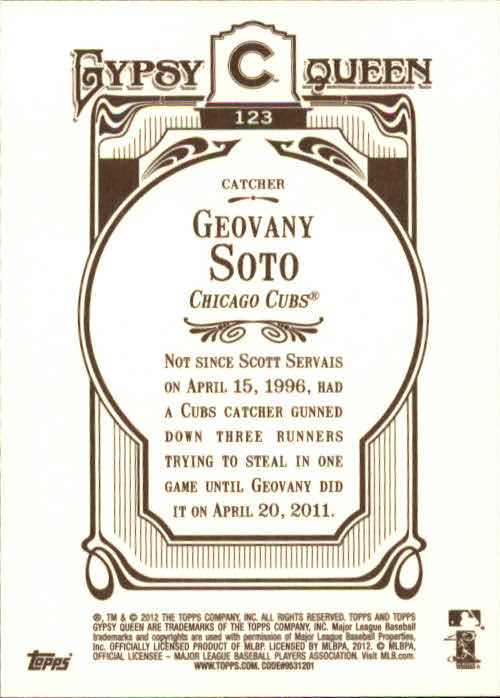 GYPSY C QUEEN
123
CATCHER
GEOVANY
SOTO
CHICAGO CUBS®
NOT SINCE SCOTT SERVAIS
ON APRIL 15, 1996, HAD
A CUBS CATCHER GUNNED
DOWN THREE RUNNERS
TRYING TO STEAL IN ONE
GAME UNTIL GEOVANY DID
IT ON APRIL 20, 2011.
®, TM & © 2012 THE TOPPS COMPANY, INC. ALL RIGHTS RESERVED. TOPPS AND TOPPS
GYPSY QUEEN ARE TRADEMARKS OF THE TOPPS COMPANY, INC. Major League Baseball
trademarks and copyrights are used with permission of Major League Baseball Properties,
Inc. OFFICIALLY LICENSED PRODUCT OF MLBP. LICENSED BY MLBPA, 2012. © MLBPA,
OFFICIAL LICENSEE – MAJOR LEAGUE BASEBALL PLAYERS ASSOCIATION. Visit MLB.com.
WWW.TOPPS.COM. CODE#9531201
Topps